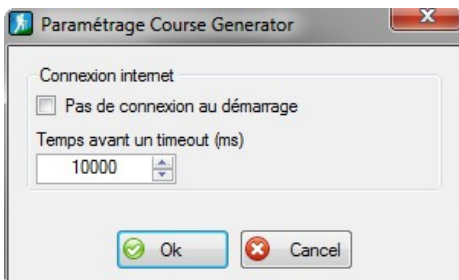 Paramétrage Course Generator
Connexion internet
Pas de connexion au démarrage
Temps avant un timeout (ms)
10000
Ok Cancel